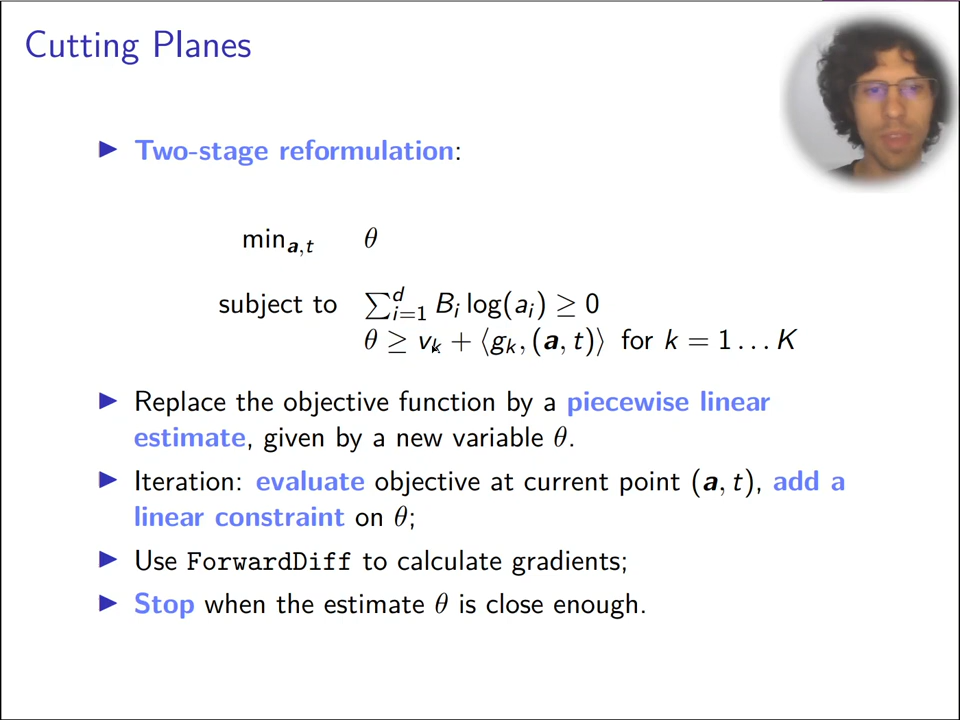 Cutting Planes
▶ Two-stage reformulation:
min_{a,t} θ
subject to ∑_{i=1}^{d} B_i log(a_i) ≥ 0
θ ≥ v_k + ⟨g_k, (a, t)⟩ for k = 1 … K
▶ Replace the objective function by a piecewise linear
estimate, given by a new variable θ.
▶ Iteration: evaluate objective at current point (a, t), add a
linear constraint on θ;
▶ Use ForwardDiff to calculate gradients;
▶ Stop when the estimate θ is close enough.